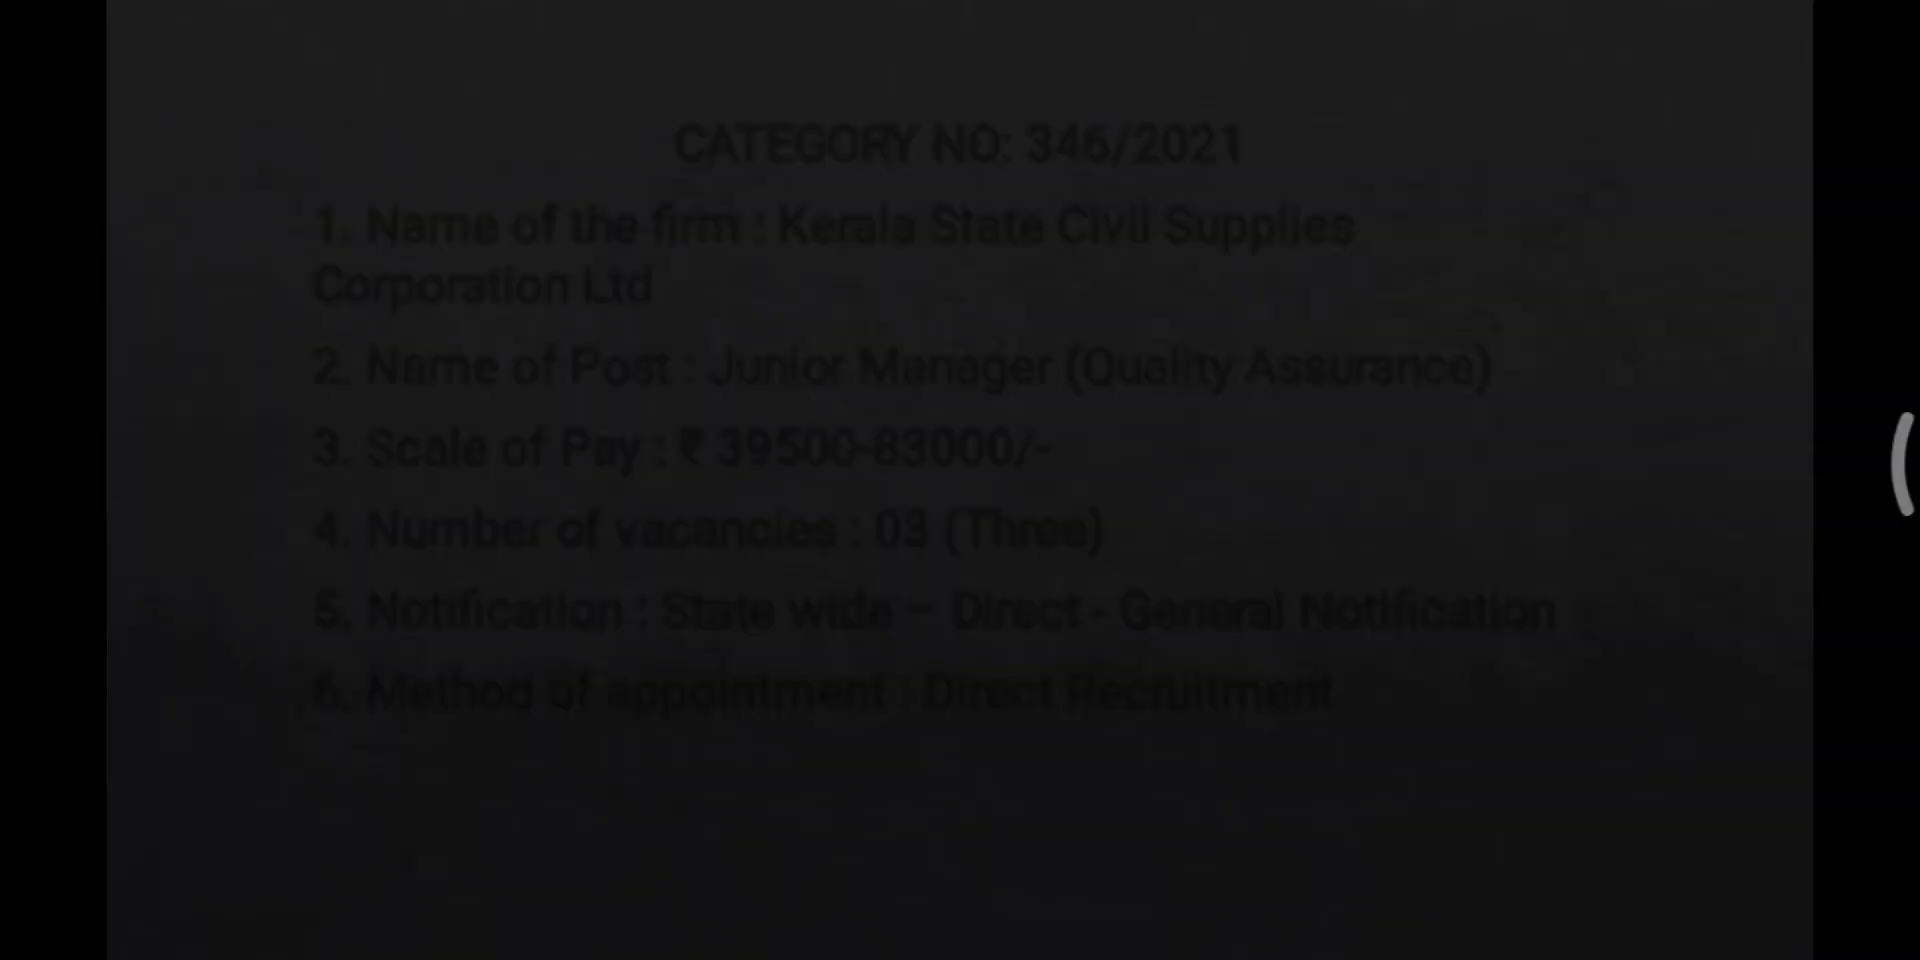 CATEGORY NO: 346/2021
1. Name of the firm : Kerala State Civil Supplies
Corporation Ltd
2. Name of Post : Junior Manager (Quality Assurance)
3. Scale of Pay : ₹ 39500-83000/-
4. Number of vacancies : 03 (Three)
5. Notification : State wide – Direct - General Notification
6. Method of appointment : Direct Recruitment